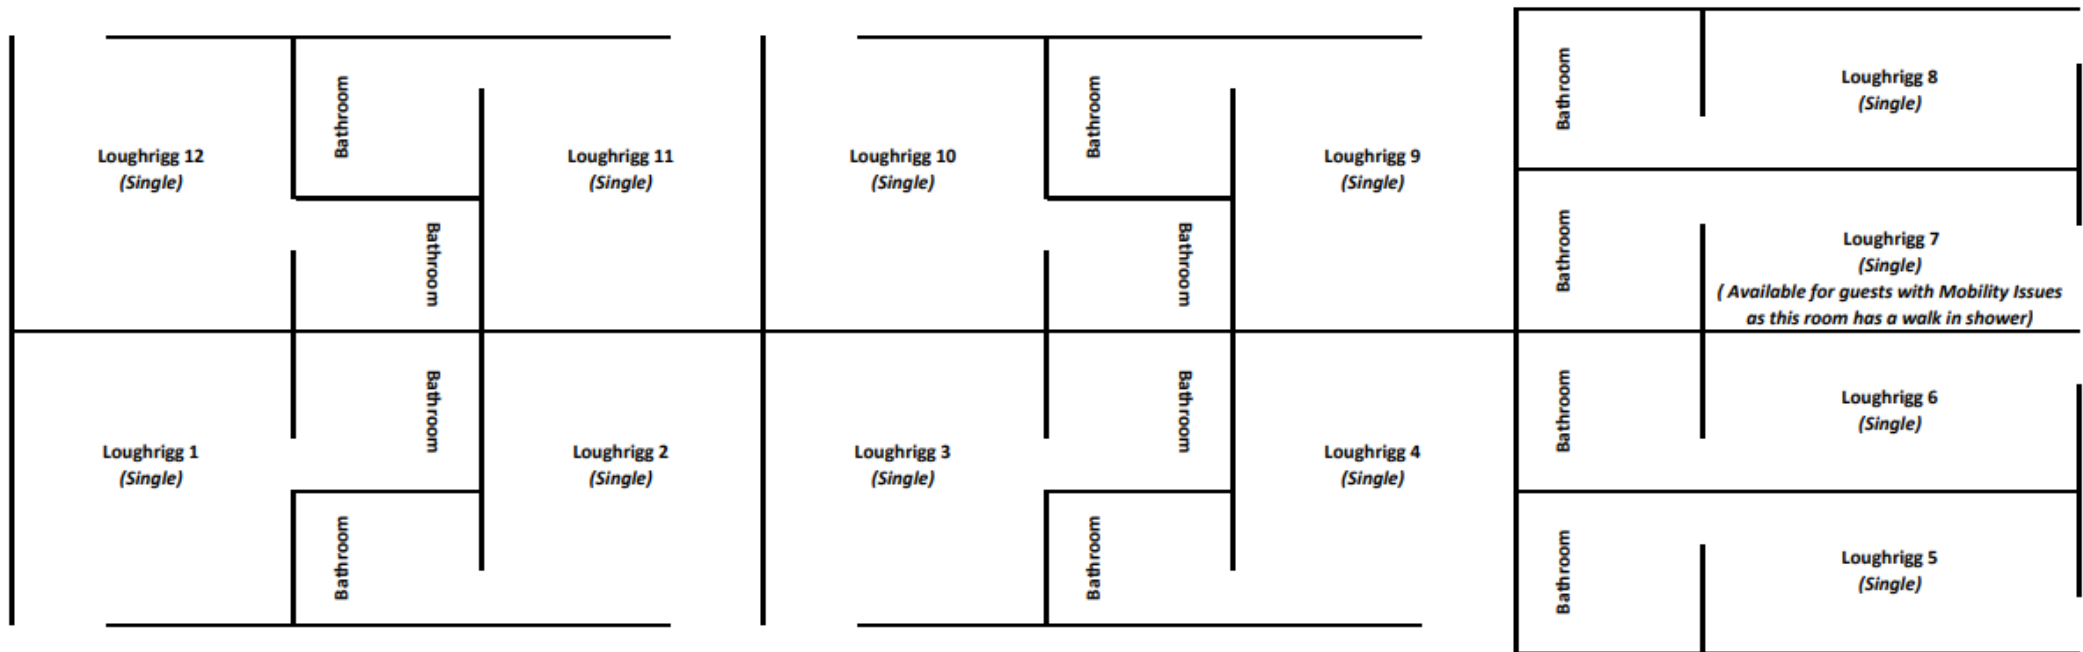 Bathroom
Loughrigg 12
(Single)
Bathroom
Loughrigg 11
(Single)
Bathroom
Loughrigg 10
(Single)
Bathroom
Loughrigg 9
(Single)
Bathroom
Loughrigg 8
(Single)
Bathroom
Loughrigg 7
(Single)
( Available for guests with Mobility Issues
as this room has a walk in shower)
Loughrigg 1
(Single)
Bathroom
Bathroom
Loughrigg 2
(Single)
Loughrigg 3
(Single)
Bathroom
Bathroom
Loughrigg 4
(Single)
Bathroom
Loughrigg 6
(Single)
Bathroom
Loughrigg 5
(Single)